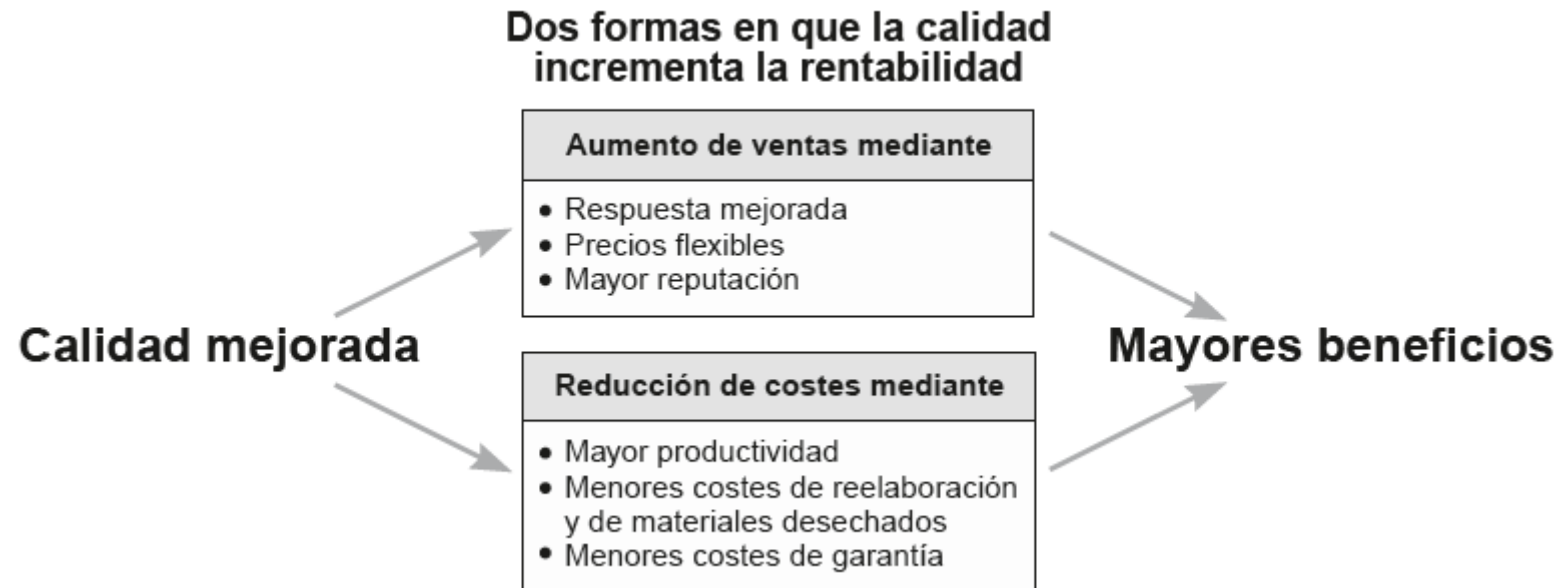 Dos formas en que la calidad
incrementa la rentabilidad
Aumento de ventas mediante
• Respuesta mejorada
• Precios flexibles
• Mayor reputación
Calidad mejorada
Mayores beneficios
Reducción de costes mediante
• Mayor productividad
• Menores costes de reelaboración
y de materiales desechados
• Menores costes de garantía